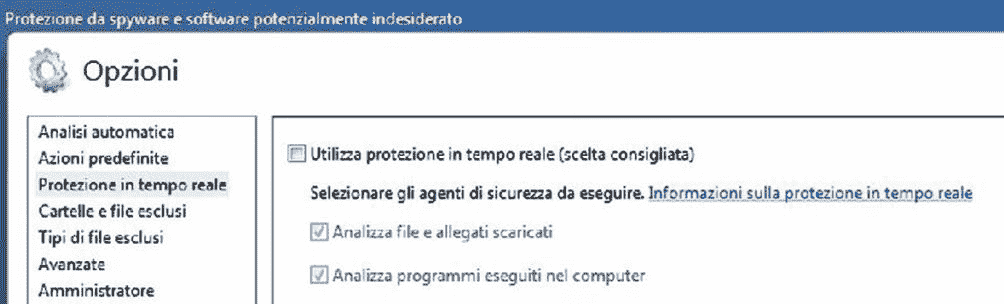 Protezione da spyware e software potenzialmente indesiderato
Opzioni
Analisi automatica
Azioni predefinite
Protezione in tempo reale
Cartelle e file esclusi
Tipi di file esclusi
Avanzate
Amministratore
Utilizza protezione in tempo reale (scelta consigliata)
Selezionare gli agenti di sicurezza da eseguire. Informazioni sulla protezione in tempo reale
Analizza file e allegati scaricati
Analizza programmi eseguiti nel computer